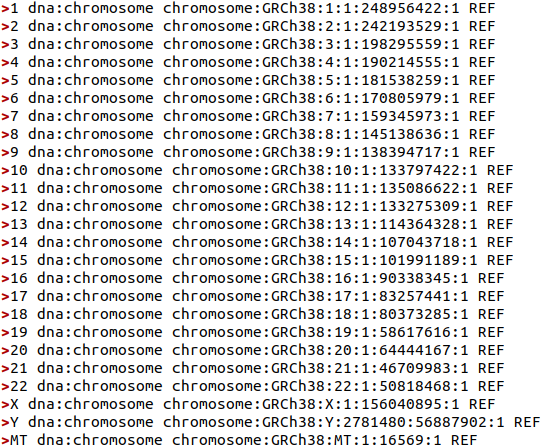 >1 dna:chromosome chromosome:GRCh38:1:1:248956422:1 REF
>2 dna:chromosome chromosome:GRCh38:2:1:242193529:1 REF
>3 dna:chromosome chromosome:GRCh38:3:1:198295559:1 REF
>4 dna:chromosome chromosome:GRCh38:4:1:190214555:1 REF
>5 dna:chromosome chromosome:GRCh38:5:1:181538259:1 REF
>6 dna:chromosome chromosome:GRCh38:6:1:170805979:1 REF
>7 dna:chromosome chromosome:GRCh38:7:1:159345973:1 REF
>8 dna:chromosome chromosome:GRCh38:8:1:145138636:1 REF
>9 dna:chromosome chromosome:GRCh38:9:1:138394717:1 REF
>10 dna:chromosome chromosome:GRCh38:10:1:133797422:1 REF
>11 dna:chromosome chromosome:GRCh38:11:1:135086622:1 REF
>12 dna:chromosome chromosome:GRCh38:12:1:133275309:1 REF
>13 dna:chromosome chromosome:GRCh38:13:1:114364328:1 REF
>14 dna:chromosome chromosome:GRCh38:14:1:107043718:1 REF
>15 dna:chromosome chromosome:GRCh38:15:1:101991189:1 REF
>16 dna:chromosome chromosome:GRCh38:16:1:90338345:1 REF
>17 dna:chromosome chromosome:GRCh38:17:1:83257441:1 REF
>18 dna:chromosome chromosome:GRCh38:18:1:80373285:1 REF
>19 dna:chromosome chromosome:GRCh38:19:1:58617616:1 REF
>20 dna:chromosome chromosome:GRCh38:20:1:64444167:1 REF
>21 dna:chromosome chromosome:GRCh38:21:1:46709983:1 REF
>22 dna:chromosome chromosome:GRCh38:22:1:50818468:1 REF
>X dna:chromosome chromosome:GRCh38:X:1:156040895:1 REF
>Y dna:chromosome chromosome:GRCh38:Y:2781480:56887902:1 REF
>MT dna:chromosome chromosome:GRCh38:MT:1:16569:1 REF